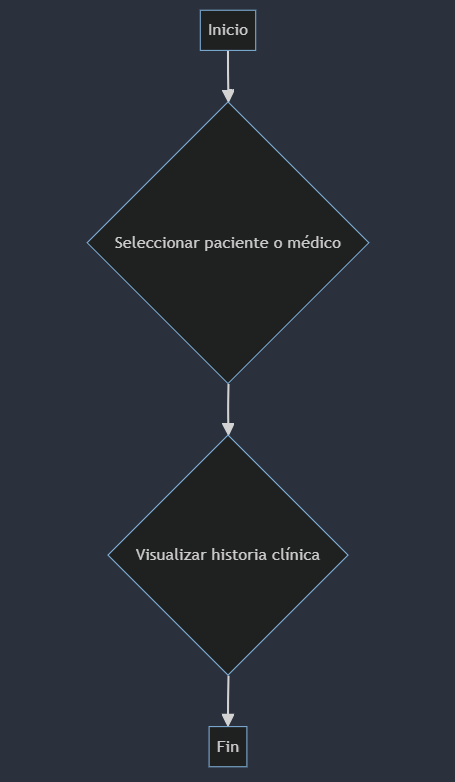 Inicio
Seleccionar paciente o médico
Visualizar historia clínica
Fin